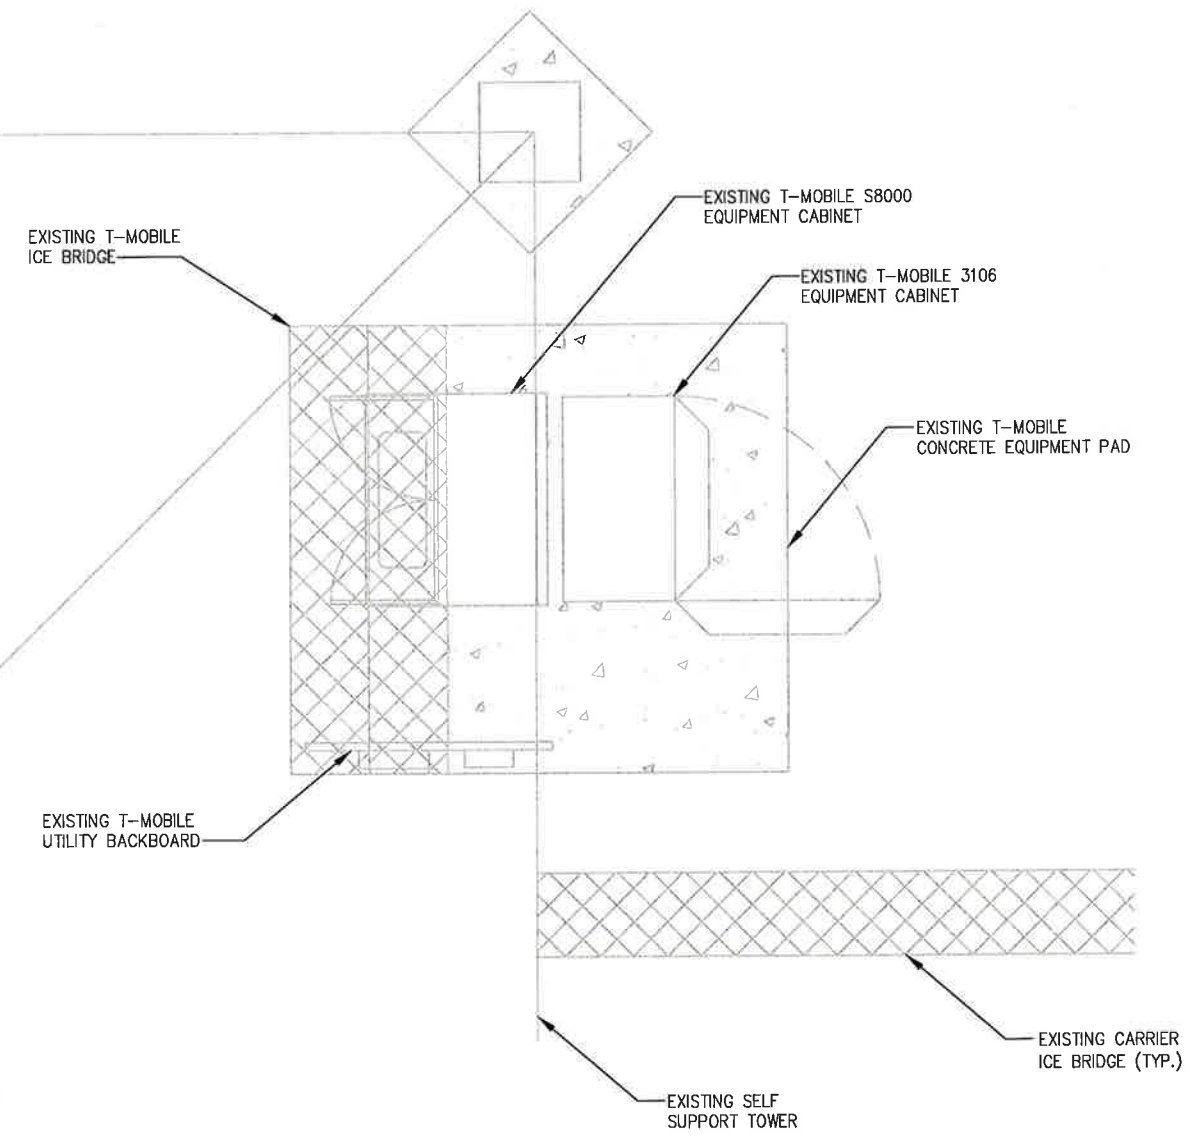 EXISTING T-MOBILE S8000
EQUIPMENT CABINET
EXISTING T-MOBILE
ICE BRIDGE
EXISTING T-MOBILE 3106
EQUIPMENT CABINET
EXISTING T-MOBILE
CONCRETE EQUIPMENT PAD
EXISTING T-MOBILE
UTILITY BACKBOARD
EXISTING CARRIER
ICE BRIDGE (TYP.)
EXISTING SELF
SUPPORT TOWER